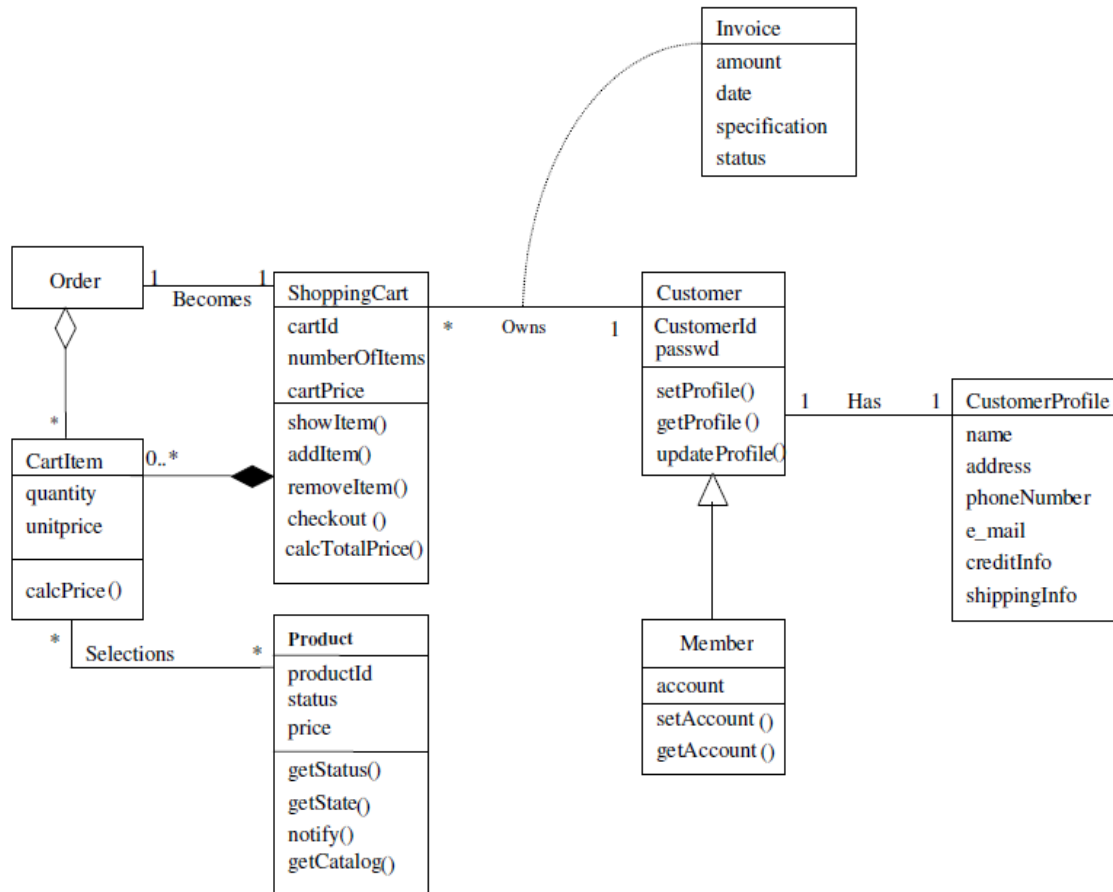 Invoice
amount
date
specification
status
Order
1
1
Becomes
ShoppingCart
cartId
numberOfItems
cartPrice
showItem()
addItem()
removeItem()
checkout ()
calcTotalPrice()
*
Owns
1
Customer
CustomerId
passwd
setProfile()
getProfile ()
updateProfile()
1
Has
1
CustomerProfile
name
address
phoneNumber
e_mail
creditInfo
shippingInfo
*
CartItem
quantity
unitprice
calcPrice ()
0..*
*
Selections
*
Product
productId
status
price
getStatus()
getState()
notify()
getCatalog()
Member
account
setAccount ()
getAccount ()